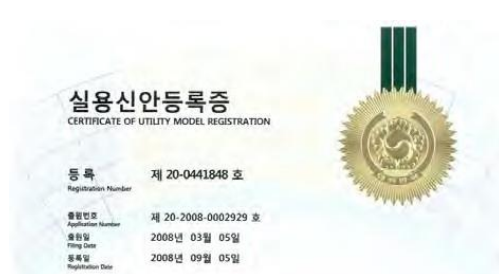 실용신안등록증
CERTIFICATE OF UTILITY MODEL REGISTRATION
등 록 제 20-0441848 호
Registration Number
출원번호 제 20-2008-0002929 호
Application Number
출원일 2008년 03월 05일
Filing Date
등록일 2008년 09월 05일
Registration Date